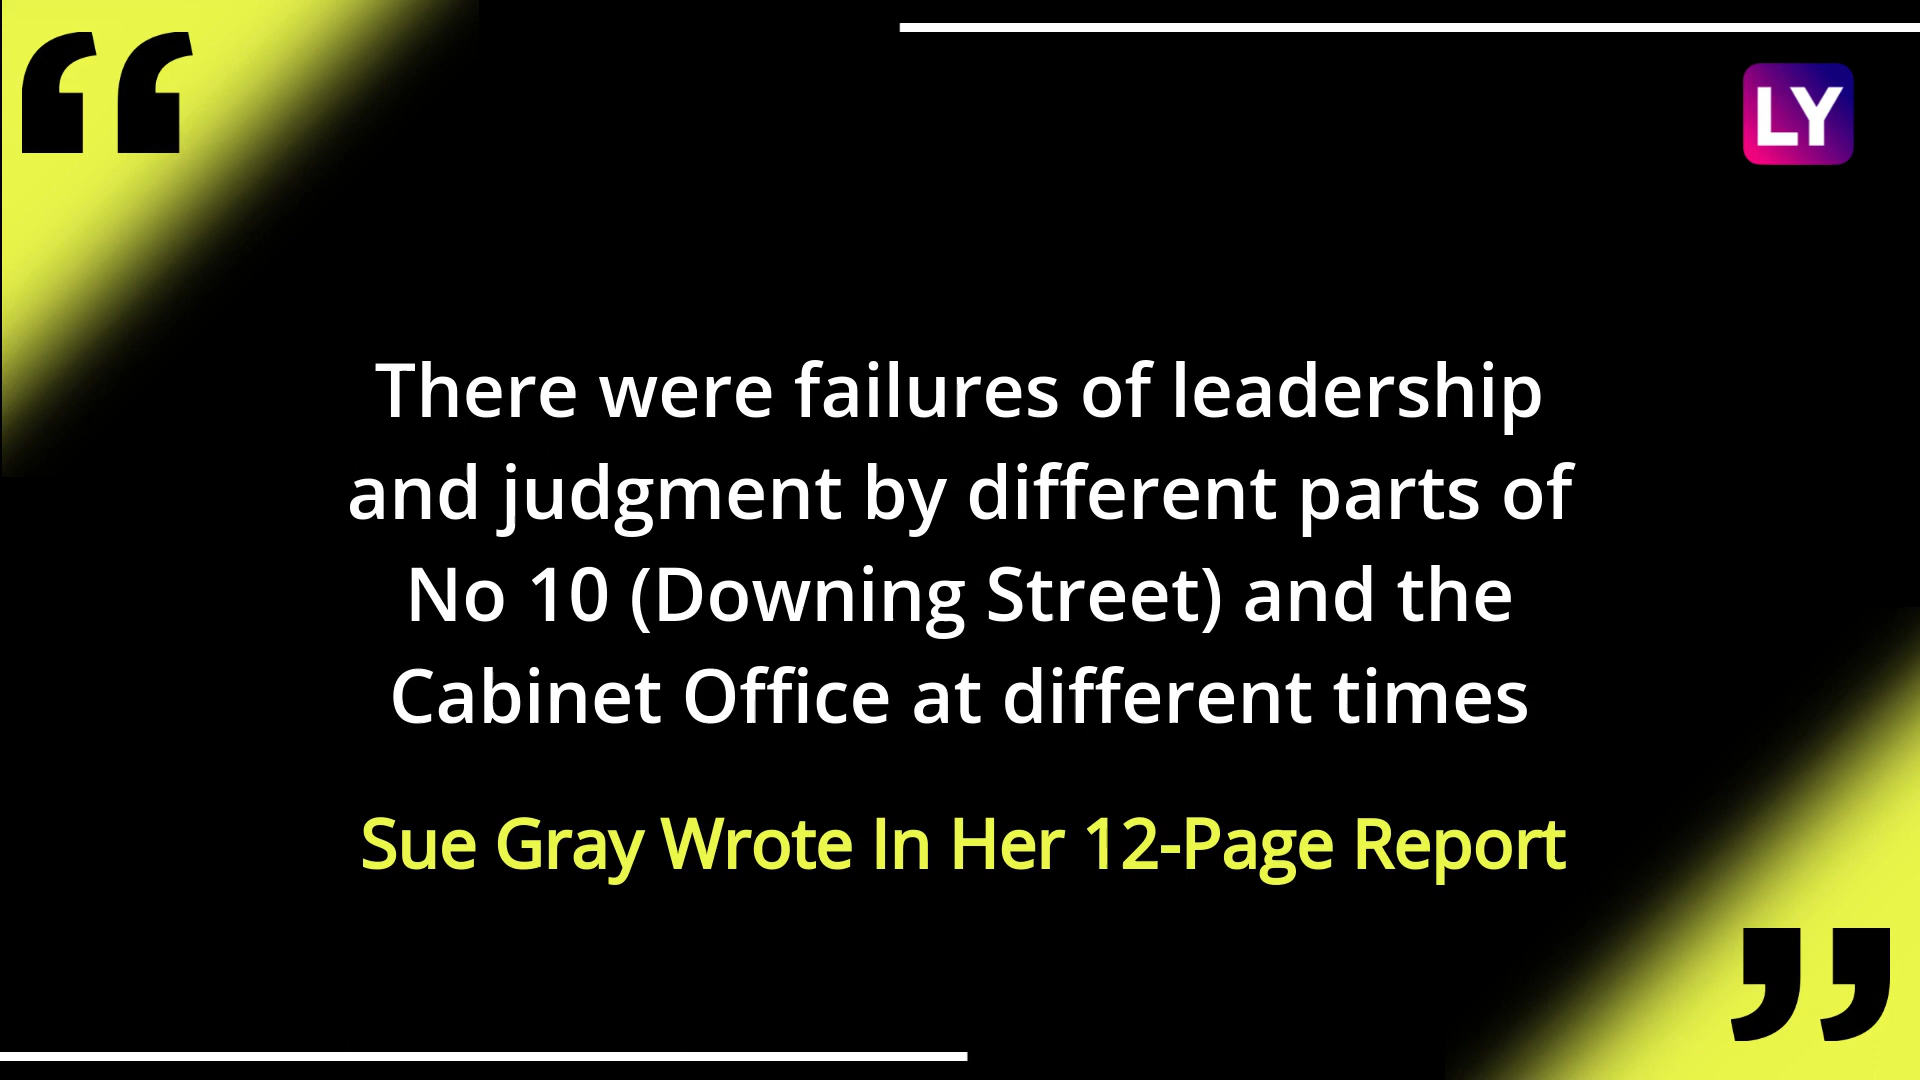 “
LY
There were failures of leadership
and judgment by different parts of
No 10 (Downing Street) and the
Cabinet Office at different times
Sue Gray Wrote In Her 12-Page Report
”